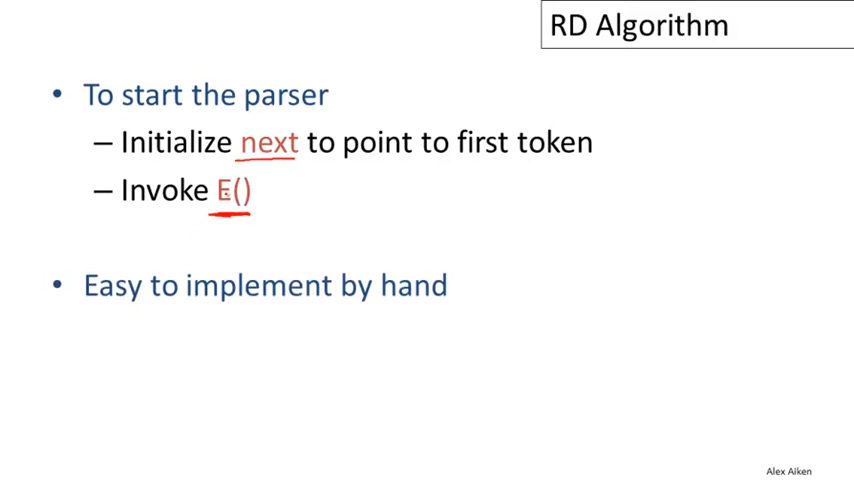 RD Algorithm
• To start the parser
– Initialize next to point to first token
– Invoke E()
• Easy to implement by hand
Alex Aiken